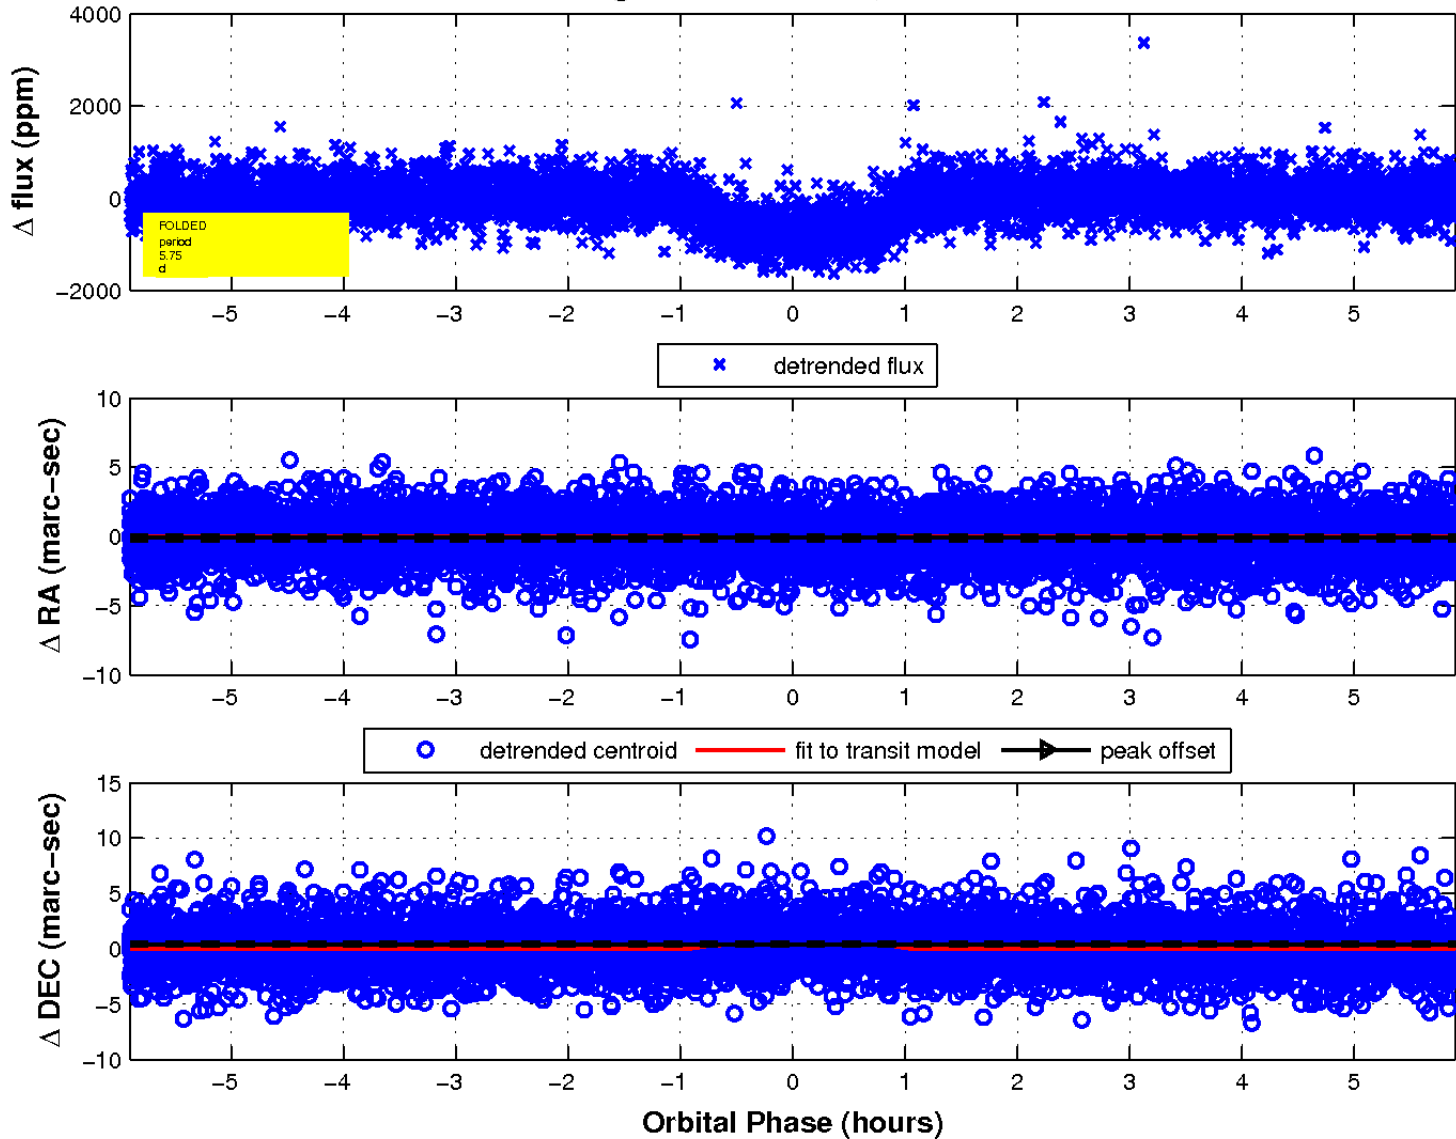 4000
2000
0
−2000
Δ flux (ppm)
FOLDED
period
5.75
d
−5 −4 −3 −2 −1 0 1 2 3 4 5
detrended flux
10
5
0
−5
−10
Δ RA (marc−sec)
−5 −4 −3 −2 −1 0 1 2 3 4 5
detrended centroid fit to transit model peak offset
15
10
5
0
−5
−10
Δ DEC (marc−sec)
−5 −4 −3 −2 −1 0 1 2 3 4 5
Orbital Phase (hours)